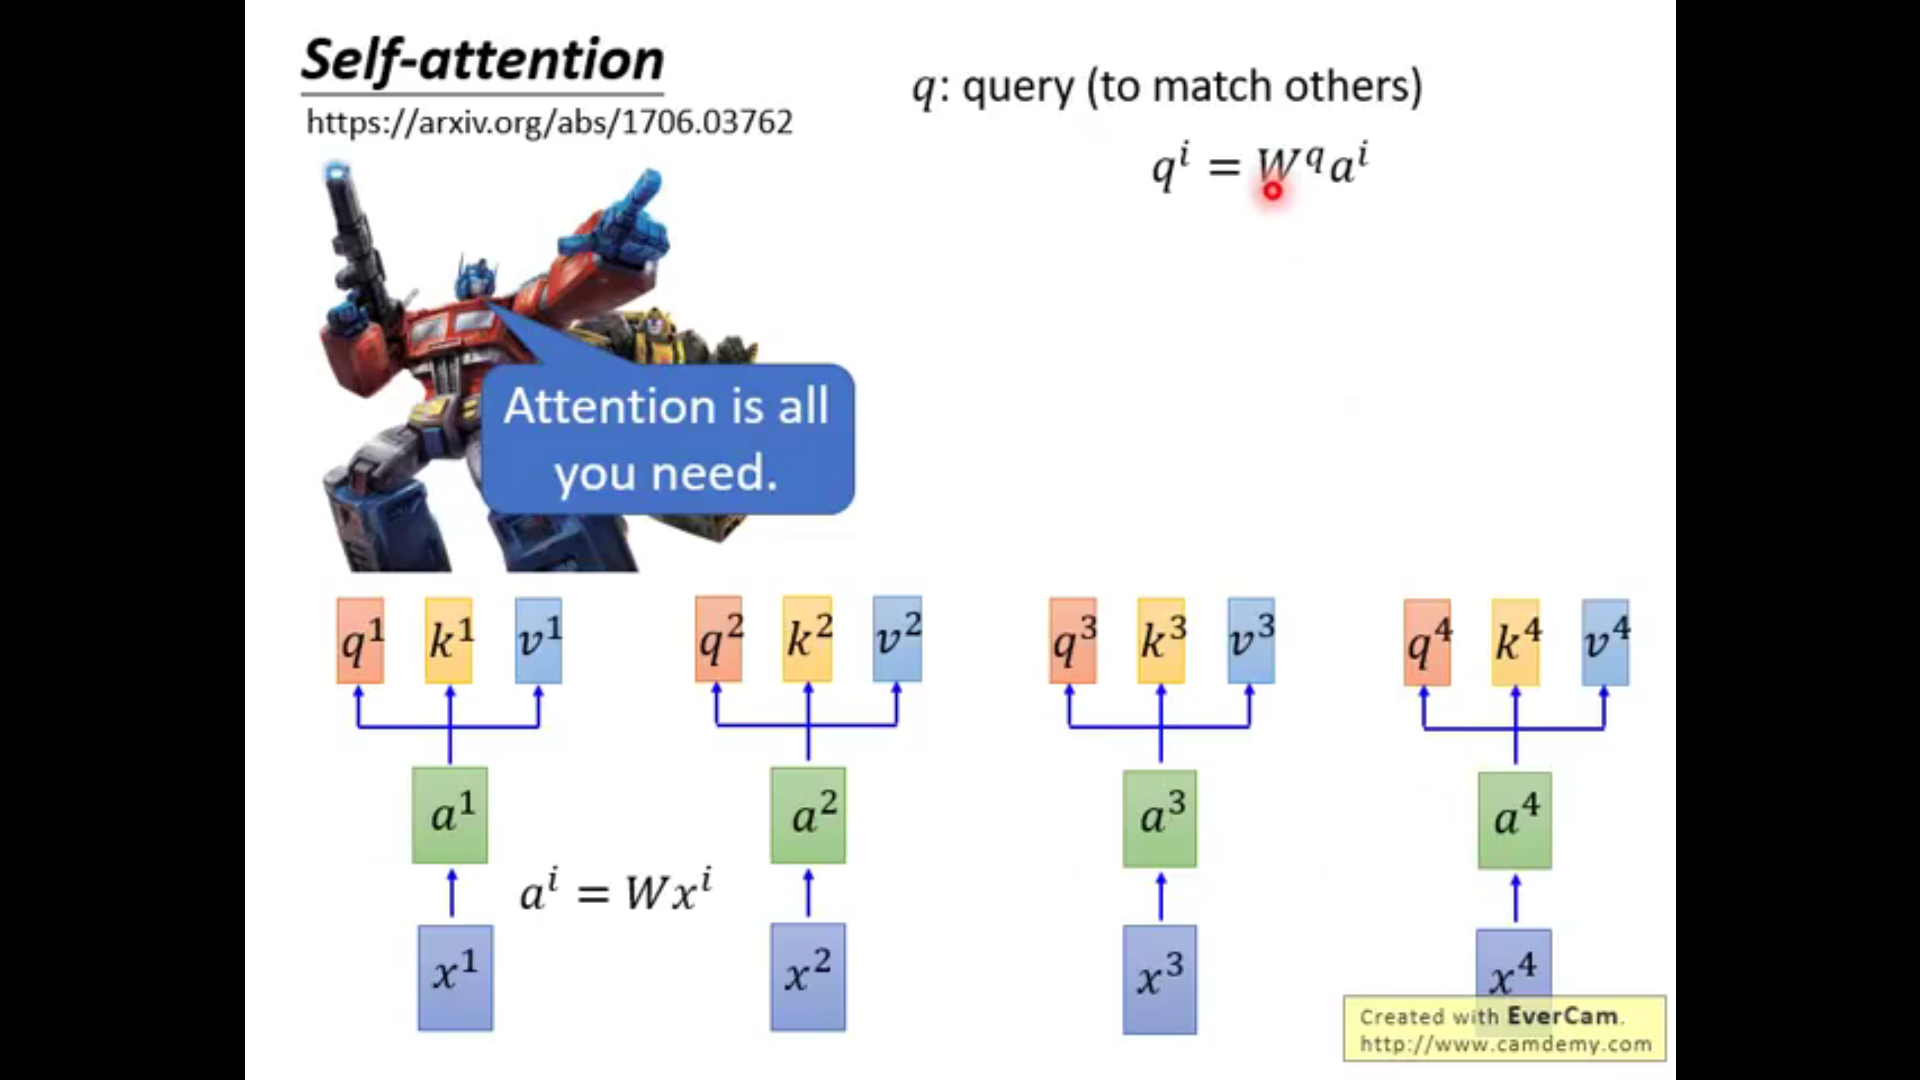 Self-attention
https://arxiv.org/abs/1706.03762
q: query (to match others)
qⁱ = W^q aⁱ
Attention is all
you need.
q¹ k¹ v¹ q² k² v² q³ k³ v³ q⁴ k⁴ v⁴
a¹ a² a³ a⁴
aⁱ = Wxⁱ
x¹ x² x³ x⁴
Created with EverCam.
http://www.camdemy.com